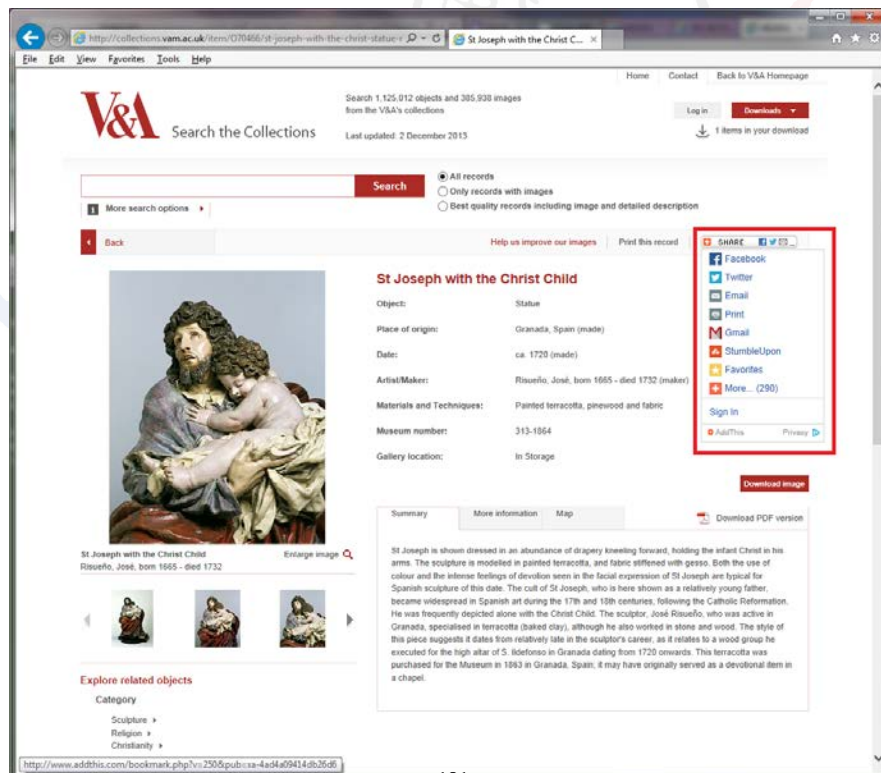 http://collections.vam.ac.uk/item/O70466/st-joseph-with-the-christ-statue-r
St Joseph with the Christ C...
File Edit View Favorites Tools Help
Home Contact Back to V&A Homepage
V&A Search the Collections
Search 1,125,012 objects and 385,938 images
from the V&A's collections
Last updated: 2 December 2013
Log in Downloads
1 items in your download
Search
All records
Only records with images
Best quality records including image and detailed description
More search options
Back
Help us improve our images Print this record SHARE
Facebook
Twitter
Email
Print
Gmail
StumbleUpon
Favorites
More... (290)
Sign In
AddThis Privacy
St Joseph with the Christ Child
Object: Statue
Place of origin: Granada, Spain (made)
Date: ca. 1720 (made)
Artist/Maker: Risueño, José, born 1665 - died 1732 (maker)
Materials and Techniques: Painted terracotta, pinewood and fabric
Museum number: 313-1864
Gallery location: In Storage
Download image
Summary More information Map Download PDF version
St Joseph is shown dressed in an abundance of drapery kneeling forward, holding the infant Christ in his
arms. The sculpture is modelled in painted terracotta, and fabric stiffened with gesso. Both the use of
colour and the intense feelings of devotion seen in the facial expression of St Joseph are typical for
Spanish sculpture of this date. The cult of St Joseph, who is here shown as a relatively young father,
became widespread in Spanish art during the 17th and 18th centuries, following the Catholic Reformation.
He was frequently depicted alone with the Christ Child. The sculptor, José Risueño, who was active in
Granada, specialised in terracotta (baked clay), although he also worked in stone and wood. The style of
this piece suggests it dates from relatively late in the sculptor's career, as it relates to a wood group he
executed for the high altar of S. Ildefonso in Granada dating from 1720 onwards. This terracotta was
purchased for the Museum in 1863 in Granada, Spain; it may have originally served as a devotional item in
a chapel.
St Joseph with the Christ Child Enlarge image
Risueño, José, born 1665 - died 1732
Explore related objects
Category
Sculpture
Religion
Christianity
http://www.addthis.com/bookmark.php?v=250&pub=xa-4ad4a09414db26d6